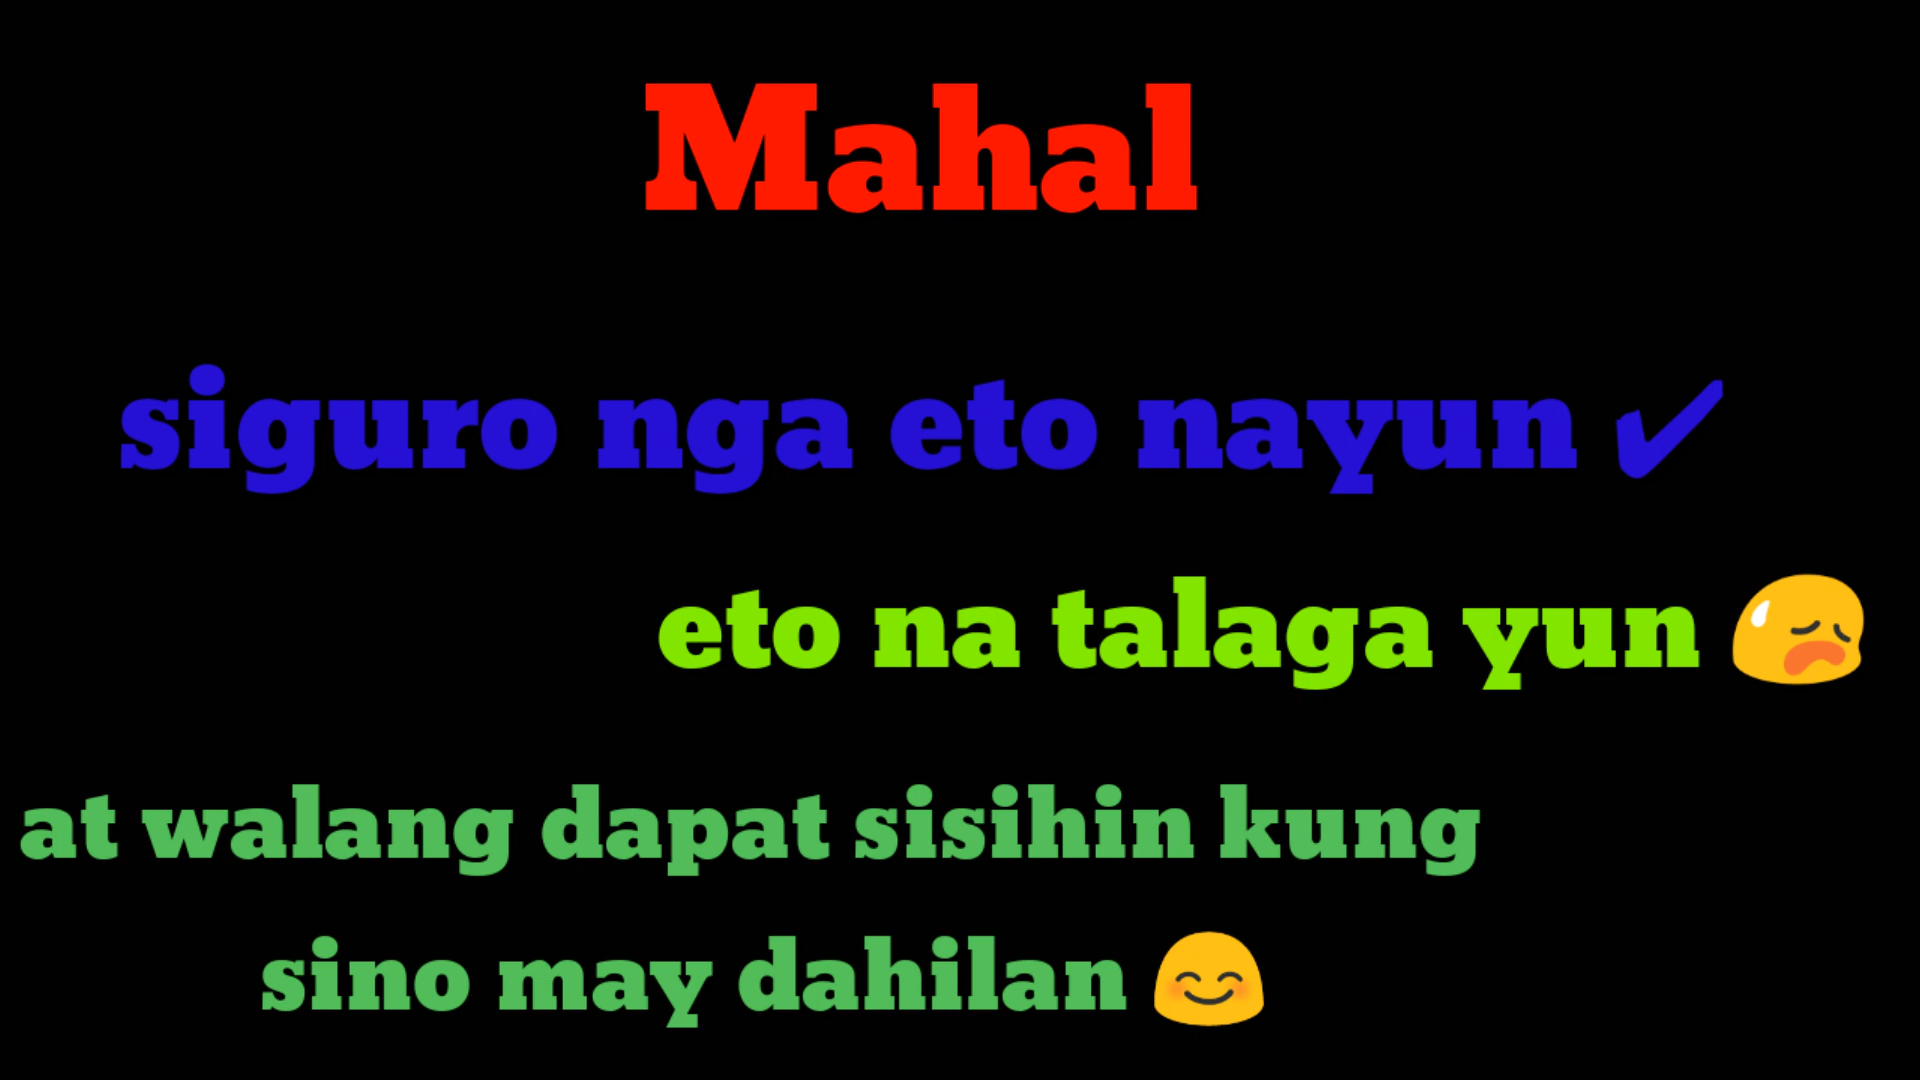 Mahal
siguro nga eto nayun ✔
eto na talaga yun 😥
at walang dapat sisihin kung
sino may dahilan 😊